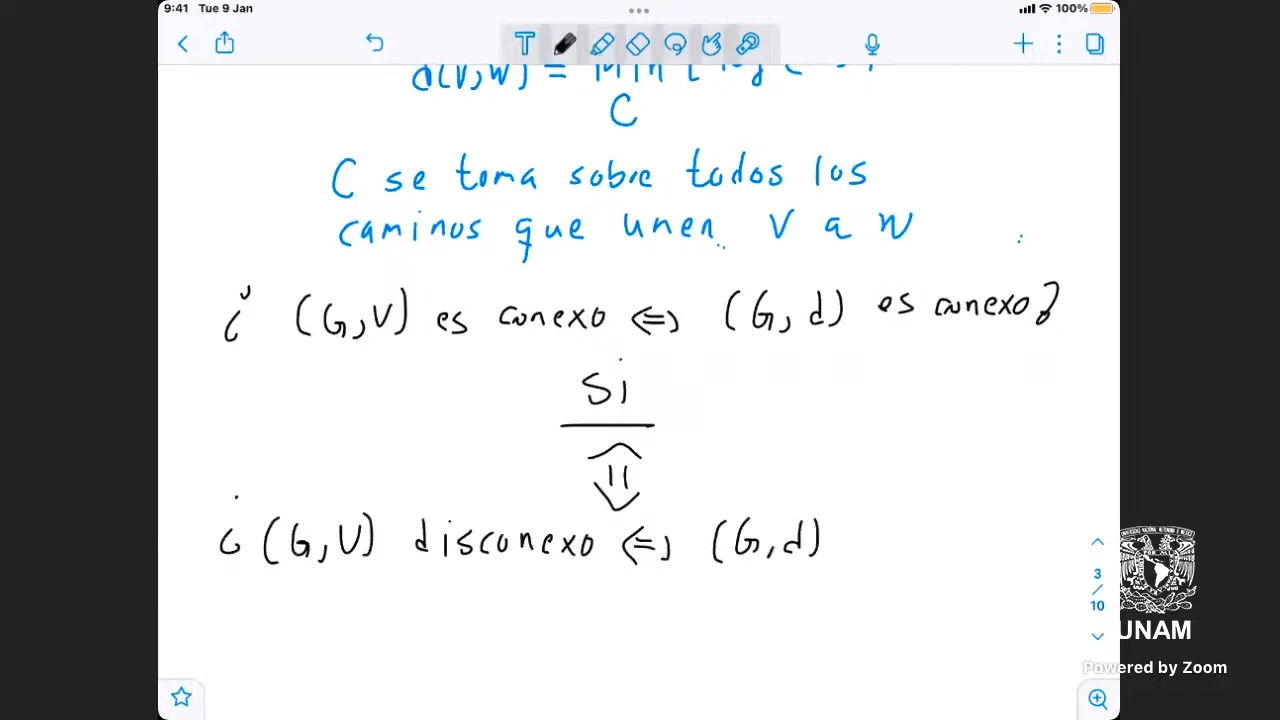 9:41 Tue 9 Jan
100%
d(v,w) = Min
C
C se toma sobre todos los
caminos que unen v a w
¿ (G,V) es conexo <=> (G,d) es conexo?
Si
¿ (G,V) disconexo <=> (G,d)
3
/
10
UNAM
Powered by Zoom